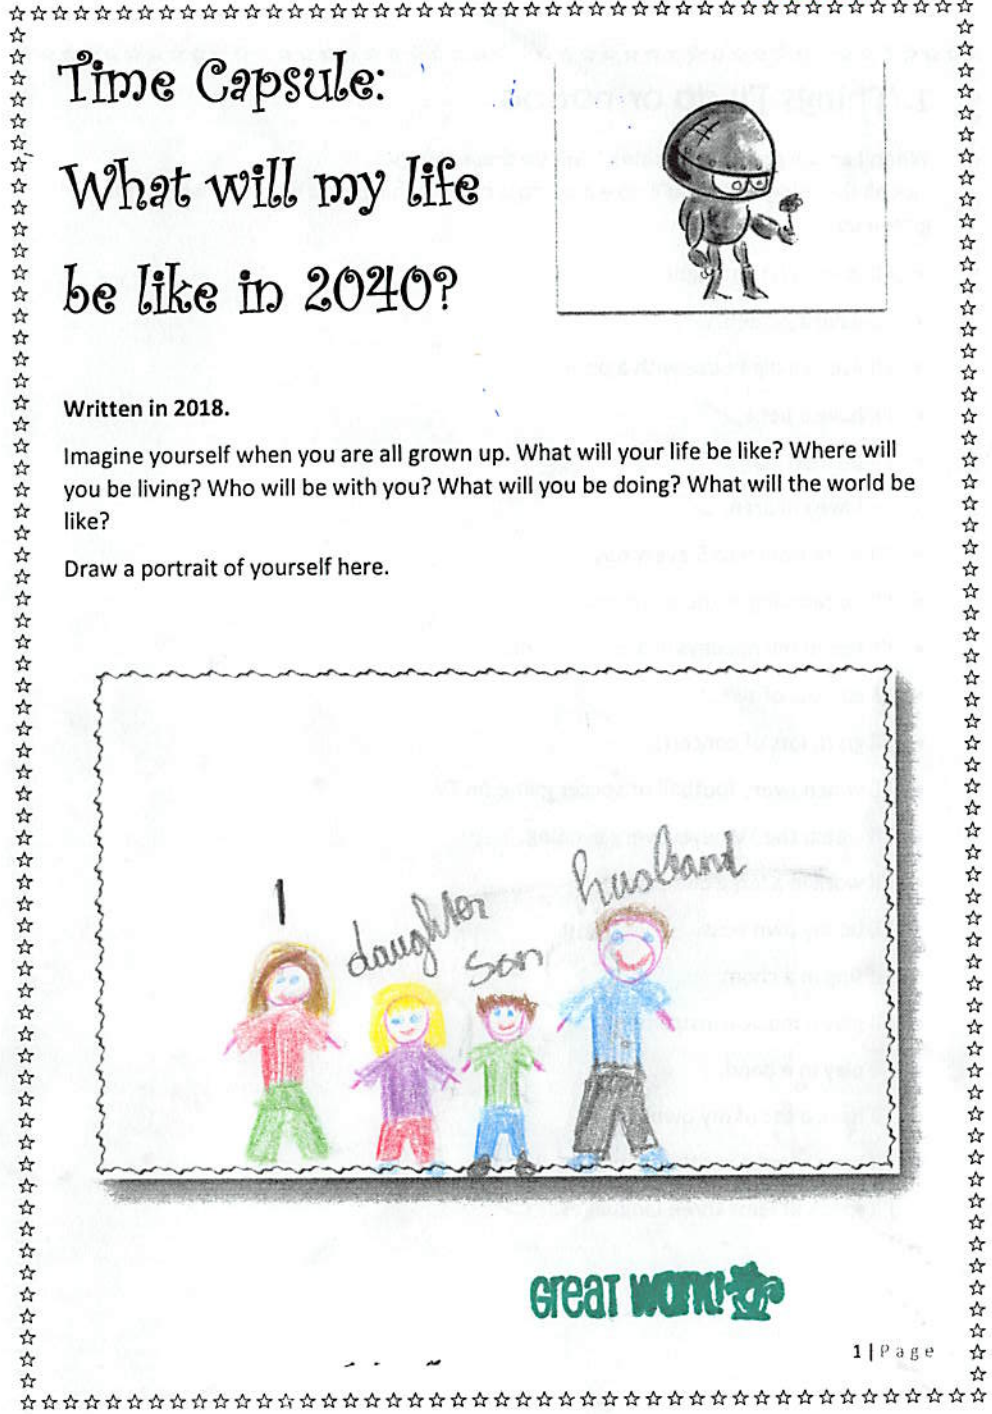 Time Capsule:
What will my life
be like in 2040?
Written in 2018.
Imagine yourself when you are all grown up. What will your life be like? Where will
you be living? Who will be with you? What will you be doing? What will the world be
like?
Draw a portrait of yourself here.
I
daughter
son
husband
GREAT WORK!
1 | Page